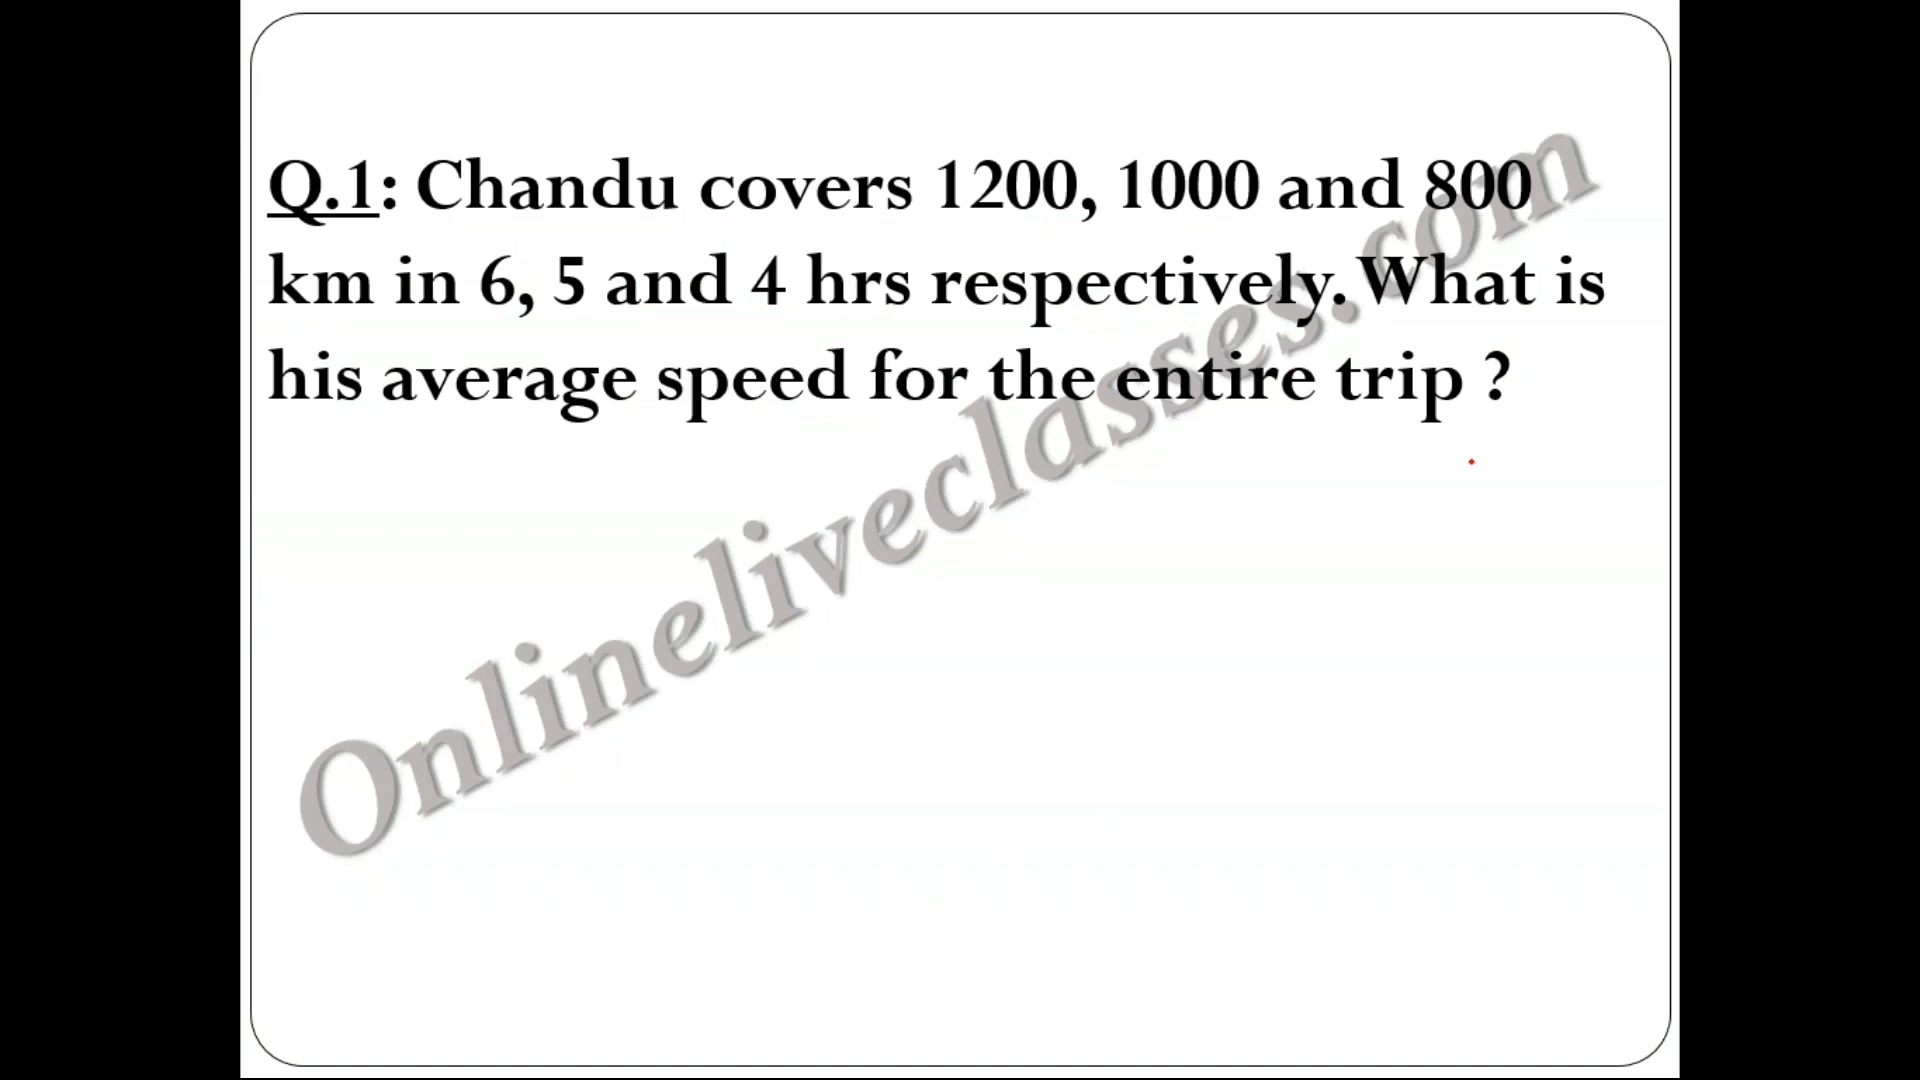 Q.1: Chandu covers 1200, 1000 and 800
km in 6, 5 and 4 hrs respectively. What is
his average speed for the entire trip ?
Onlineliveclasses.com